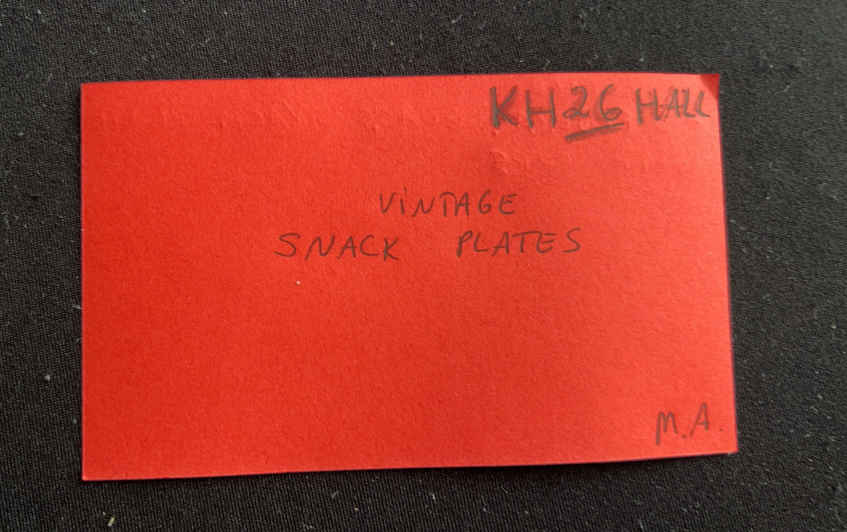 KH26 HALL
VINTAGE
SNACK PLATES
M.A.